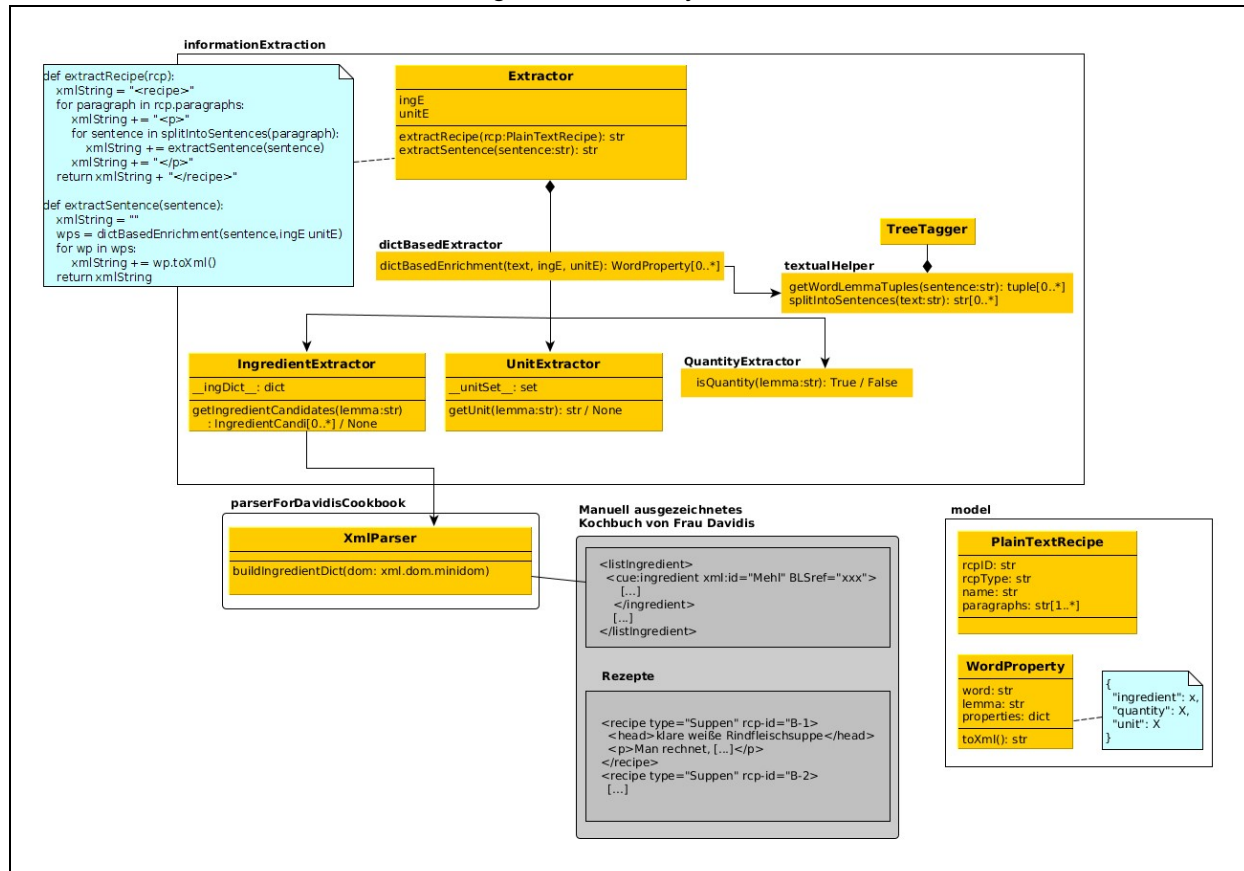 informationExtraction
def extractRecipe(rcp):
xmlString = "<recipe>"
for paragraph in rcp.paragraphs:
xmlString += "<p>"
for sentence in splitIntoSentences(paragraph):
xmlString += extractSentence(sentence)
xmlString += "</p>"
return xmlString + "</recipe>"
def extractSentence(sentence):
xmlString = ""
wps = dictBasedEnrichment(sentence,ingE unitE)
for wp in wps:
xmlString += wp.toXml()
return xmlString
Extractor
ingE
unitE
extractRecipe(rcp:PlainTextRecipe): str
extractSentence(sentence:str): str
dictBasedExtractor
dictBasedEnrichment(text, ingE, unitE): WordProperty[0..*]
TreeTagger
textualHelper
getWordLemmaTuples(sentence:str): tuple[0..*]
splitIntoSentences(text:str): str[0..*]
IngredientExtractor
__ingDict__: dict
getIngredientCandidates(lemma:str)
: IngredientCandi[0..*] / None
UnitExtractor
__unitSet__: set
getUnit(lemma:str): str / None
QuantityExtractor
isQuantity(lemma:str): True / False
parserForDavidisCookbook
XmlParser
buildIngredientDict(dom: xml.dom.minidom)
Manuell ausgezeichnetes
Kochbuch von Frau Davidis
<listIngredient>
<cue:ingredient xml:id="Mehl" BLSref="xxx">
[...]
</ingredient>
[...]
</listIngredient>
Rezepte
<recipe type="Suppen" rcp-id="B-1>
<head>klare weiße Rindfleischsuppe</head>
<p>Man rechnet, [...]</p>
</recipe>
<recipe type="Suppen" rcp-id="B-2>
[...]
model
PlainTextRecipe
rcpID: str
rcpType: str
name: str
paragraphs: str[1..*]
WordProperty
word: str
lemma: str
properties: dict
toXml(): str
{
"ingredient": x,
"quantity": X,
"unit": X
}